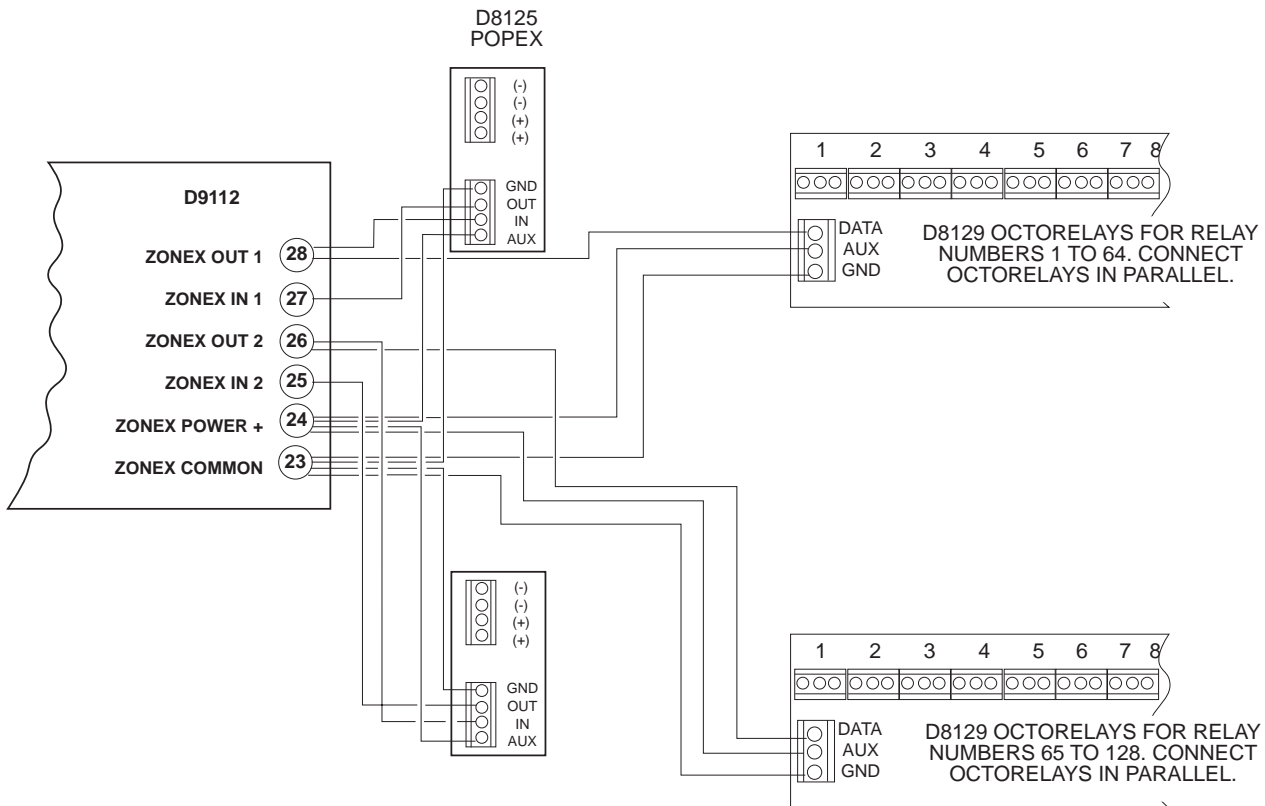 D8125
POPEX
(-)
(-)
(+)
(+)
GND
OUT
IN
AUX
D9112
ZONEX OUT 1 28
ZONEX IN 1 27
ZONEX OUT 2 26
ZONEX IN 2 25
ZONEX POWER + 24
ZONEX COMMON 23
1 2 3 4 5 6 7 8
DATA
AUX
GND
D8129 OCTORELAYS FOR RELAY
NUMBERS 1 TO 64. CONNECT
OCTORELAYS IN PARALLEL.
(-)
(-)
(+)
(+)
GND
OUT
IN
AUX
1 2 3 4 5 6 7 8
DATA
AUX
GND
D8129 OCTORELAYS FOR RELAY
NUMBERS 65 TO 128. CONNECT
OCTORELAYS IN PARALLEL.